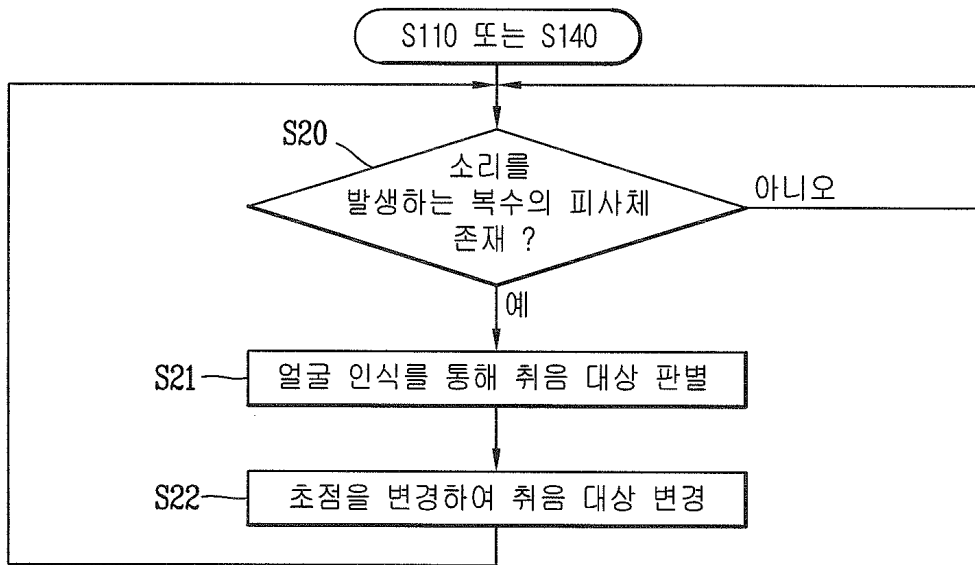 S110 또는 S140
S20
소리를
발생하는 복수의 피사체
존재 ?
아니오
예
S21
얼굴 인식를 통해 취음 대상 판별
S22
초점을 변경하여 취음 대상 변경